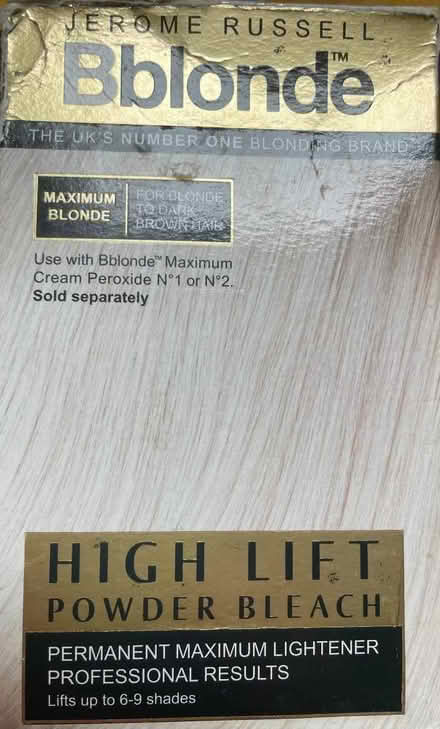 JEROME RUSSELL
Bblonde™
THE UK'S NUMBER ONE BLONDING BRAND
MAXIMUM
BLONDE
FOR BLONDE
TO DARK
BROWN HAIR
Use with Bblonde™ Maximum
Cream Peroxide N°1 or N°2.
Sold separately
HIGH LIFT
POWDER BLEACH
PERMANENT MAXIMUM LIGHTENER
PROFESSIONAL RESULTS
Lifts up to 6-9 shades